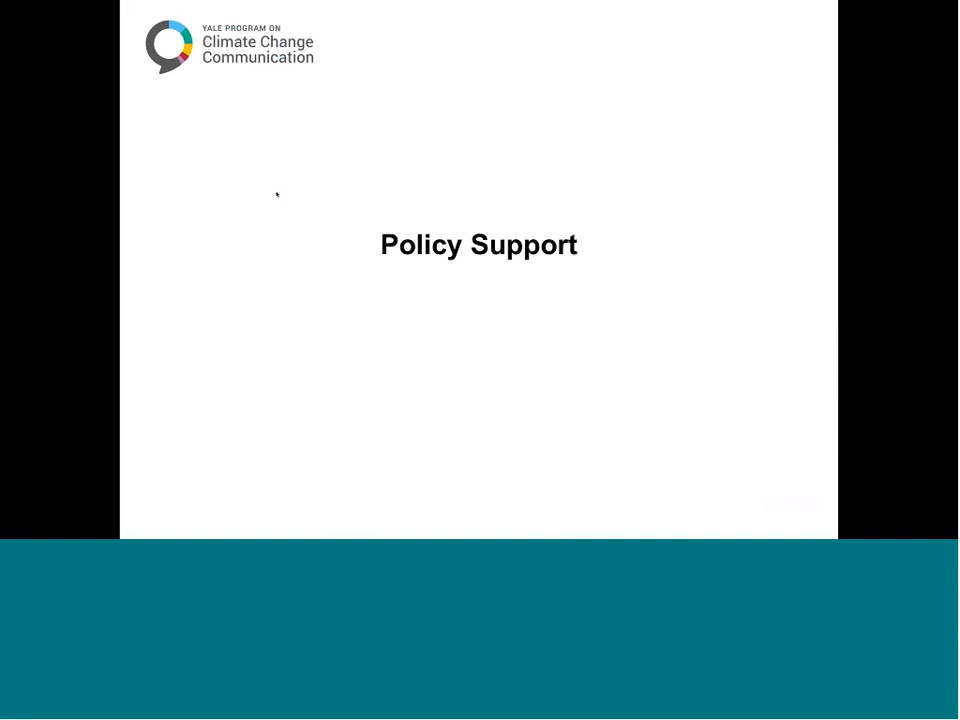 YALE PROGRAM ON
Climate Change
Communication
Policy Support